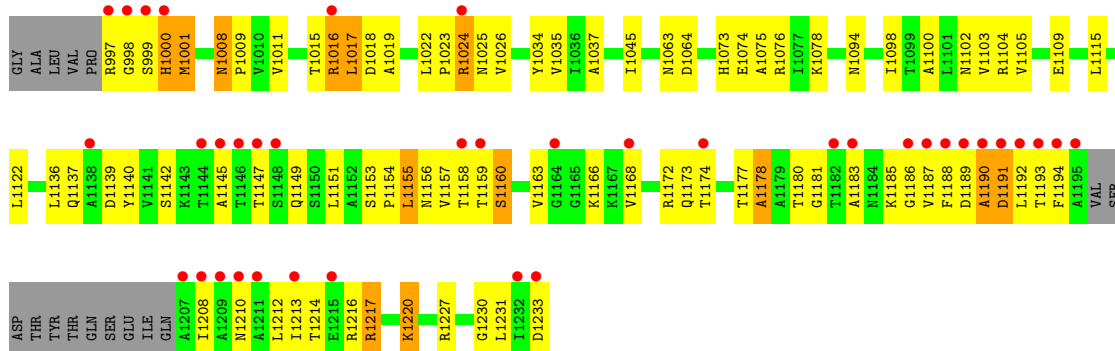 GLY ALA LEU VAL PRO R997 G998 S999 H1000 M1001 N1008 P1009 V1010 V1011 T1015 R1016 L1017 D1018 A1019 L1022 P1023 R1024 N1025 V1026 Y1034 V1035 I1036 A1037 I1045 N1063 D1064 H1073 E1074 A1075 R1076 I1077 K1078 N1094 I1098 T1099 A1100 L1101 N1102 V1103 R1104 V1105 E1109 L1115
L1122 L1136 Q1137 A1138 D1139 Y1140 V1141 S1142 K1143 T1144 A1145 T1146 T1147 S1148 Q1149 S1150 L1151 A1152 S1153 P1154 L1155 N1156 V1157 T1158 T1159 S1160 V1163 G1164 G1165 K1166 K1167 V1168 R1172 Q1173 T1174 T1177 A1178 A1179 T1180 G1181 T1182 A1183 N1184 K1185 G1186 V1187 F1188 D1189 A1190 D1191 L1192 T1193 F1194 A1195 VAL SER
ASP THR TYR THR GLN SER GLU ILE GLN A1207 I1208 A1209 N1210 A1211 L1212 I1213 T1214 E1215 R1216 R1217 K1220 R1227 G1230 L1231 I1232 D1233